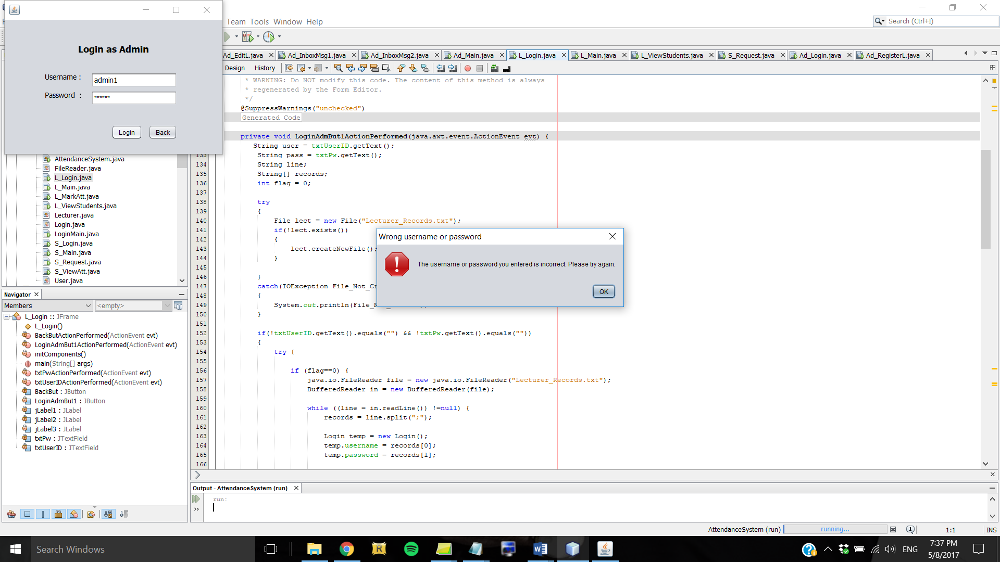 Team Tools Window Help
Search (Ctrl+I)
Login as Admin
Username :
admin1
Password :
******
Login
Back
Ad_EditL.java
Ad_InboxMsg1.java
Ad_InboxMsg2.java
Ad_Main.java
L_Login.java
L_Main.java
L_ViewStudents.java
S_Request.java
Ad_Login.java
Ad_RegisterL.java
Design
History
AttendanceSystem.java
FileReader.java
L_Login.java
L_Main.java
L_MarkAtt.java
L_ViewStudents.java
Lecturer.java
Login.java
LoginMain.java
S_Login.java
S_Main.java
S_Request.java
S_ViewAtt.java
User.java
Navigator
Members
<empty>
L_Login :: JFrame
L_Login()
BackButActionPerformed(ActionEvent evt)
LoginAdmBut1ActionPerformed(ActionEvent evt)
initComponents()
main(String[] args)
txtPwActionPerformed(ActionEvent evt)
txtUserIDActionPerformed(ActionEvent evt)
BackBut : JButton
LoginAdmBut1 : JButton
jLabel1 : JLabel
jLabel2 : JLabel
jLabel3 : JLabel
txtPw : JTextField
txtUserID : JTextField
* WARNING: Do NOT modify this code. The content of this method is always
* regenerated by the Form Editor.
*/
@SuppressWarnings("unchecked")
Generated Code
private void LoginAdmBut1ActionPerformed(java.awt.event.ActionEvent evt) {
String user = txtUserID.getText();
133 String pass = txtPw.getText();
134 String line;
135 String[] records;
136 int flag = 0;
137
138 try
139 {
140 File lect = new File("Lecturer_Records.txt");
141 if(!lect.exists())
142 {
143 lect.createNewFile();
144 }
145
146 }
147 catch(IOException File_Not_Cr
148 {
149 System.out.println(File_N
150 }
151
152 if(!txtUserID.getText().equals("") && !txtPw.getText().equals(""))
153 {
154 try {
155
156 if (flag==0) {
157 java.io.FileReader file = new java.io.FileReader("Lecturer_Records.txt");
158 BufferedReader in = new BufferedReader(file);
159
160 while ((line = in.readLine()) !=null) {
161 records = line.split(";");
162
163 Login temp = new Login();
164 temp.username = records[0];
165 temp.password = records[1];
166
Wrong username or password
The username or password you entered is incorrect. Please try again.
OK
Output - AttendanceSystem (run)
run:
AttendanceSystem (run)
running...
1:1
INS
Search Windows
ENG
7:37 PM
5/8/2017